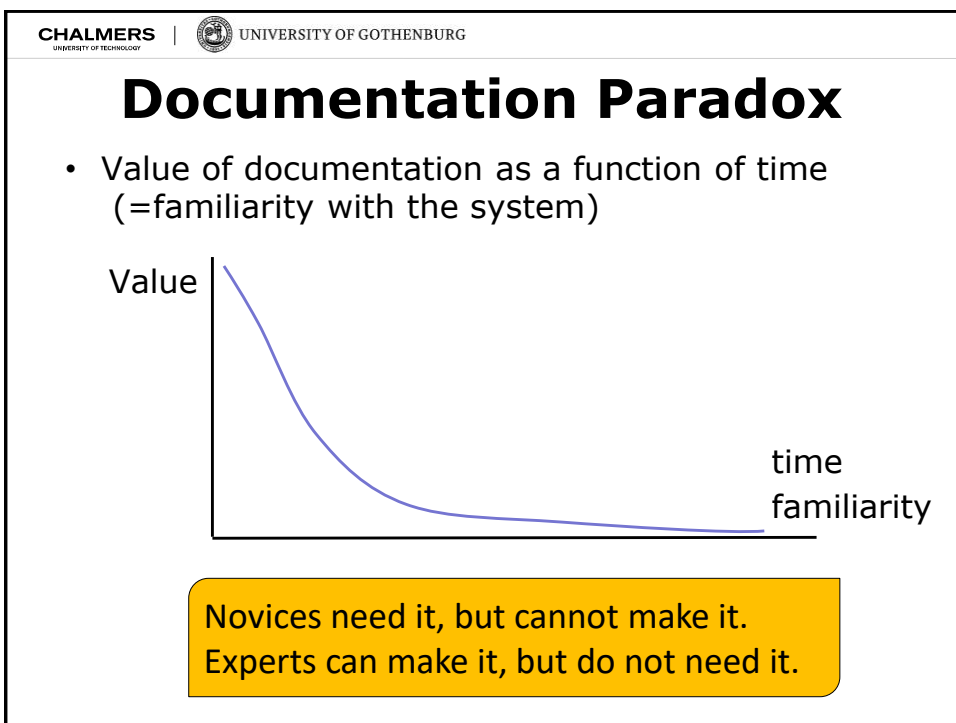 CHALMERS | UNIVERSITY OF GOTHENBURG
UNIVERSITY OF TECHNOLOGY
Documentation Paradox
• Value of documentation as a function of time
(=familiarity with the system)
Value
time
familiarity
Novices need it, but cannot make it.
Experts can make it, but do not need it.